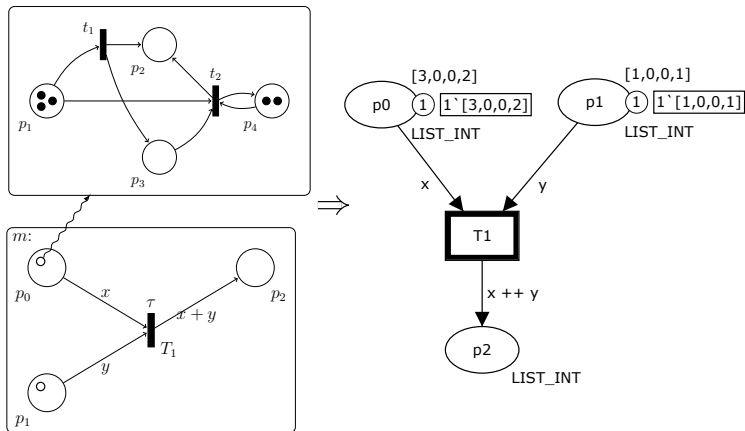 t₁
p₂
t₂
p₁
p₄
p₃
m:
p₀
x
τ
x + y
p₂
T₁
y
p₁
⇒
[3,0,0,2]
p0
1
1`[3,0,0,2]
LIST_INT
[1,0,0,1]
p1
1
1`[1,0,0,1]
LIST_INT
x
y
T1
x ++ y
p2
LIST_INT